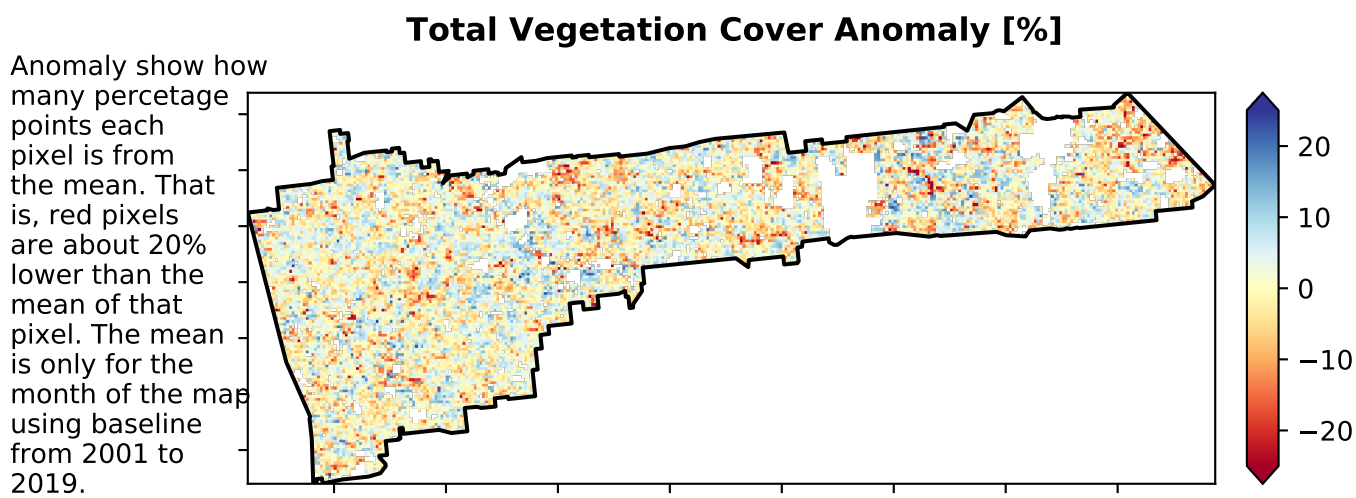 Total Vegetation Cover Anomaly [%]
Anomaly show how
many percetage
points each
pixel is from
the mean. That
is, red pixels
are about 20%
lower than the
mean of that
pixel. The mean
is only for the
month of the map
using baseline
from 2001 to
2019.
20
10
0
−10
−20